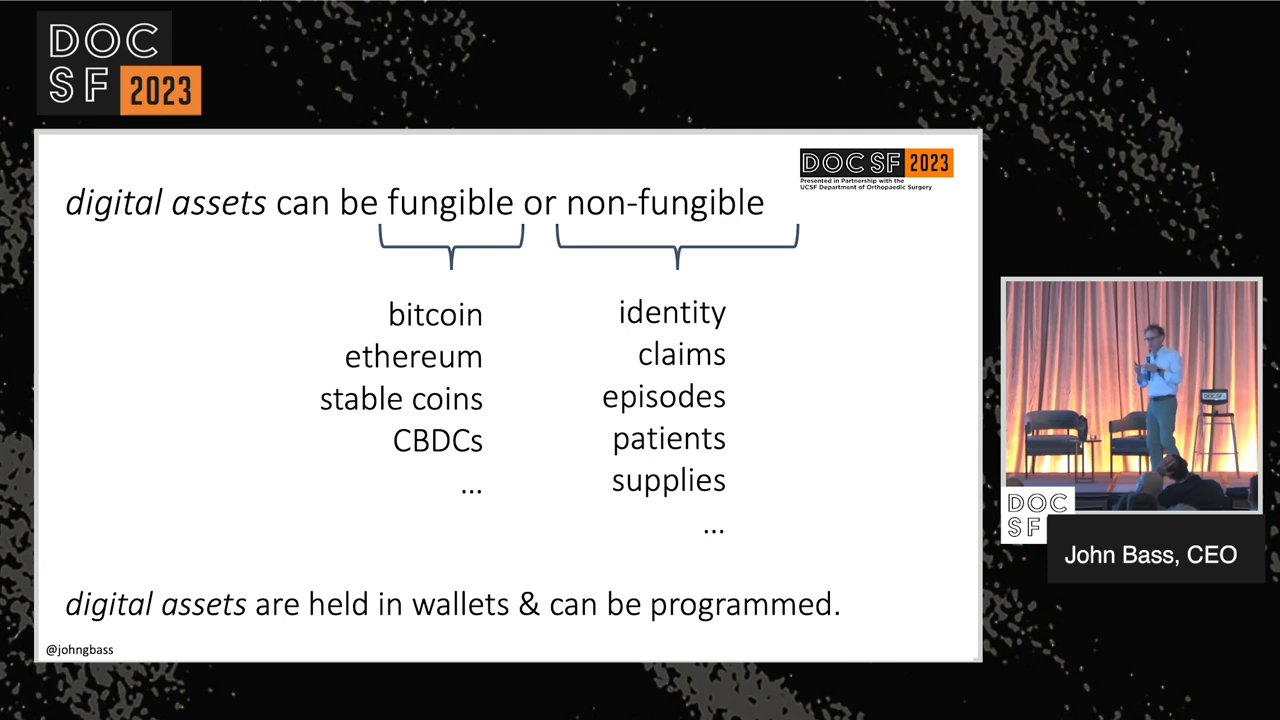 DOC
SF 2023
DOC SF 2023
Presented in Partnership with the
UCSF Department of Orthopaedic Surgery
digital assets can be fungible or non-fungible
bitcoin
ethereum
stable coins
CBDCs
...
identity
claims
episodes
patients
supplies
...
digital assets are held in wallets & can be programmed.
@johngbass
DOC SF
DOC
SF
John Bass, CEO